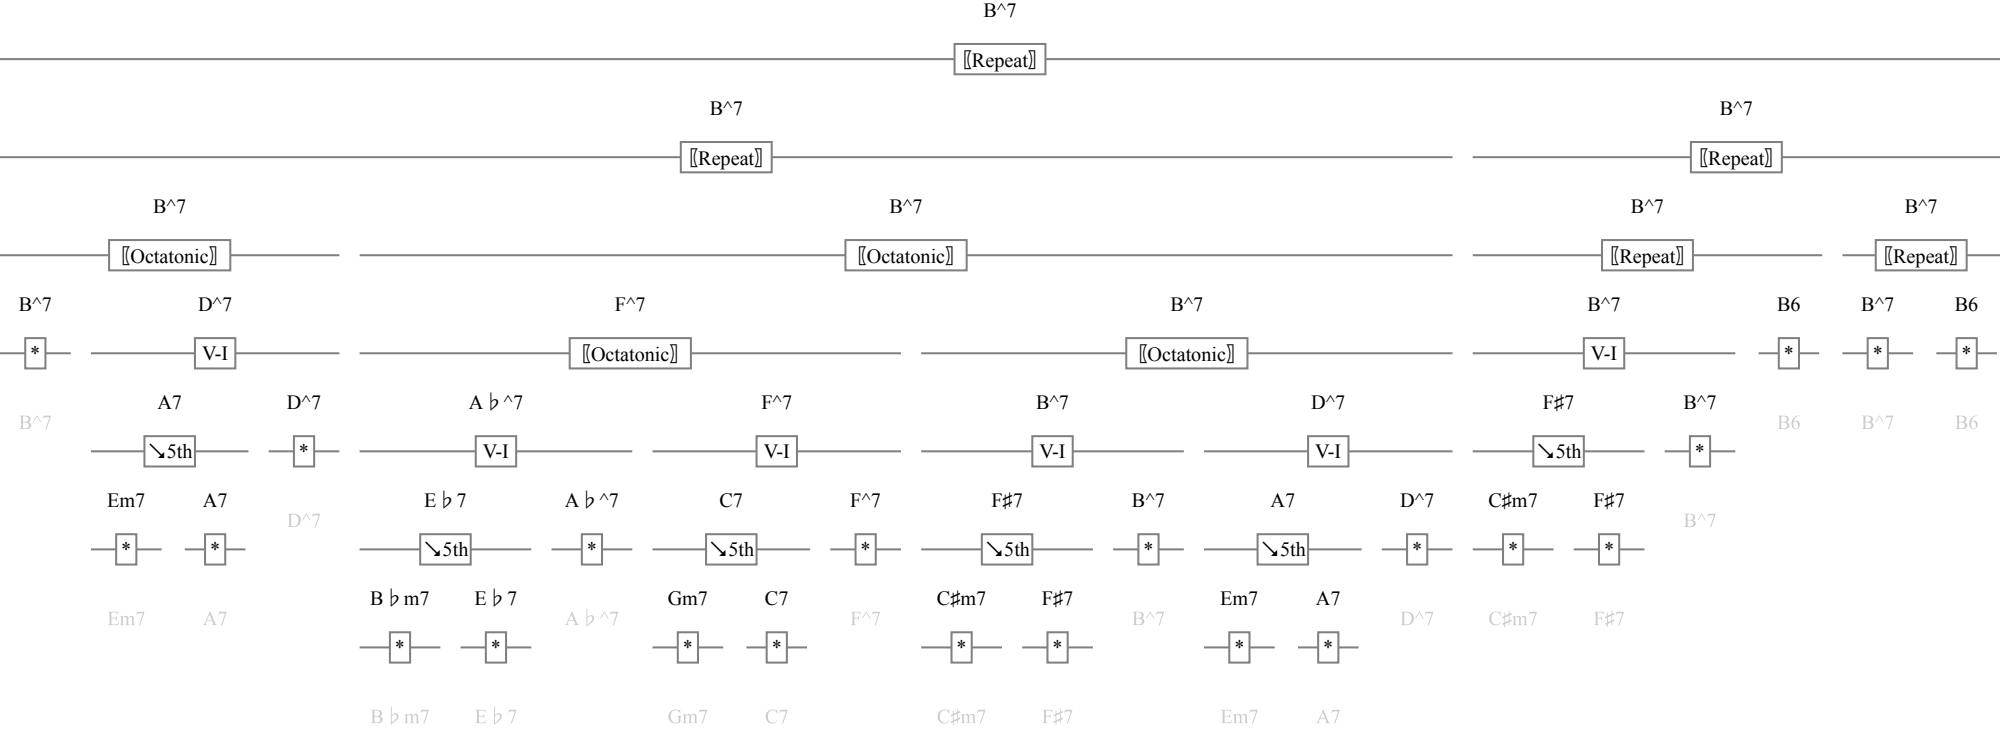 B^7
〚Repeat〛
B^7 B^7
〚Repeat〛 〚Repeat〛
B^7 B^7 B^7 B^7
〚Octatonic〛 〚Octatonic〛 〚Repeat〛 〚Repeat〛
B^7 D^7 F^7 B^7 B^7 B6 B^7 B6
* V-I 〚Octatonic〛 〚Octatonic〛 V-I * * *
B^7 A7 D^7 A♭^7 F^7 B^7 D^7 F♯7 B^7 B6 B^7 B6
↘5th * V-I V-I V-I V-I ↘5th *
Em7 A7 D^7 E♭7 A♭^7 C7 F^7 F♯7 B^7 A7 D^7 C♯m7 F♯7 B^7
* * ↘5th * ↘5th * ↘5th * ↘5th * * *
Em7 A7 B♭m7 E♭7 A♭^7 Gm7 C7 F^7 C♯m7 F♯7 B^7 Em7 A7 D^7 C♯m7 F♯7
* * * * * * * *
B♭m7 E♭7 Gm7 C7 C♯m7 F♯7 Em7 A7